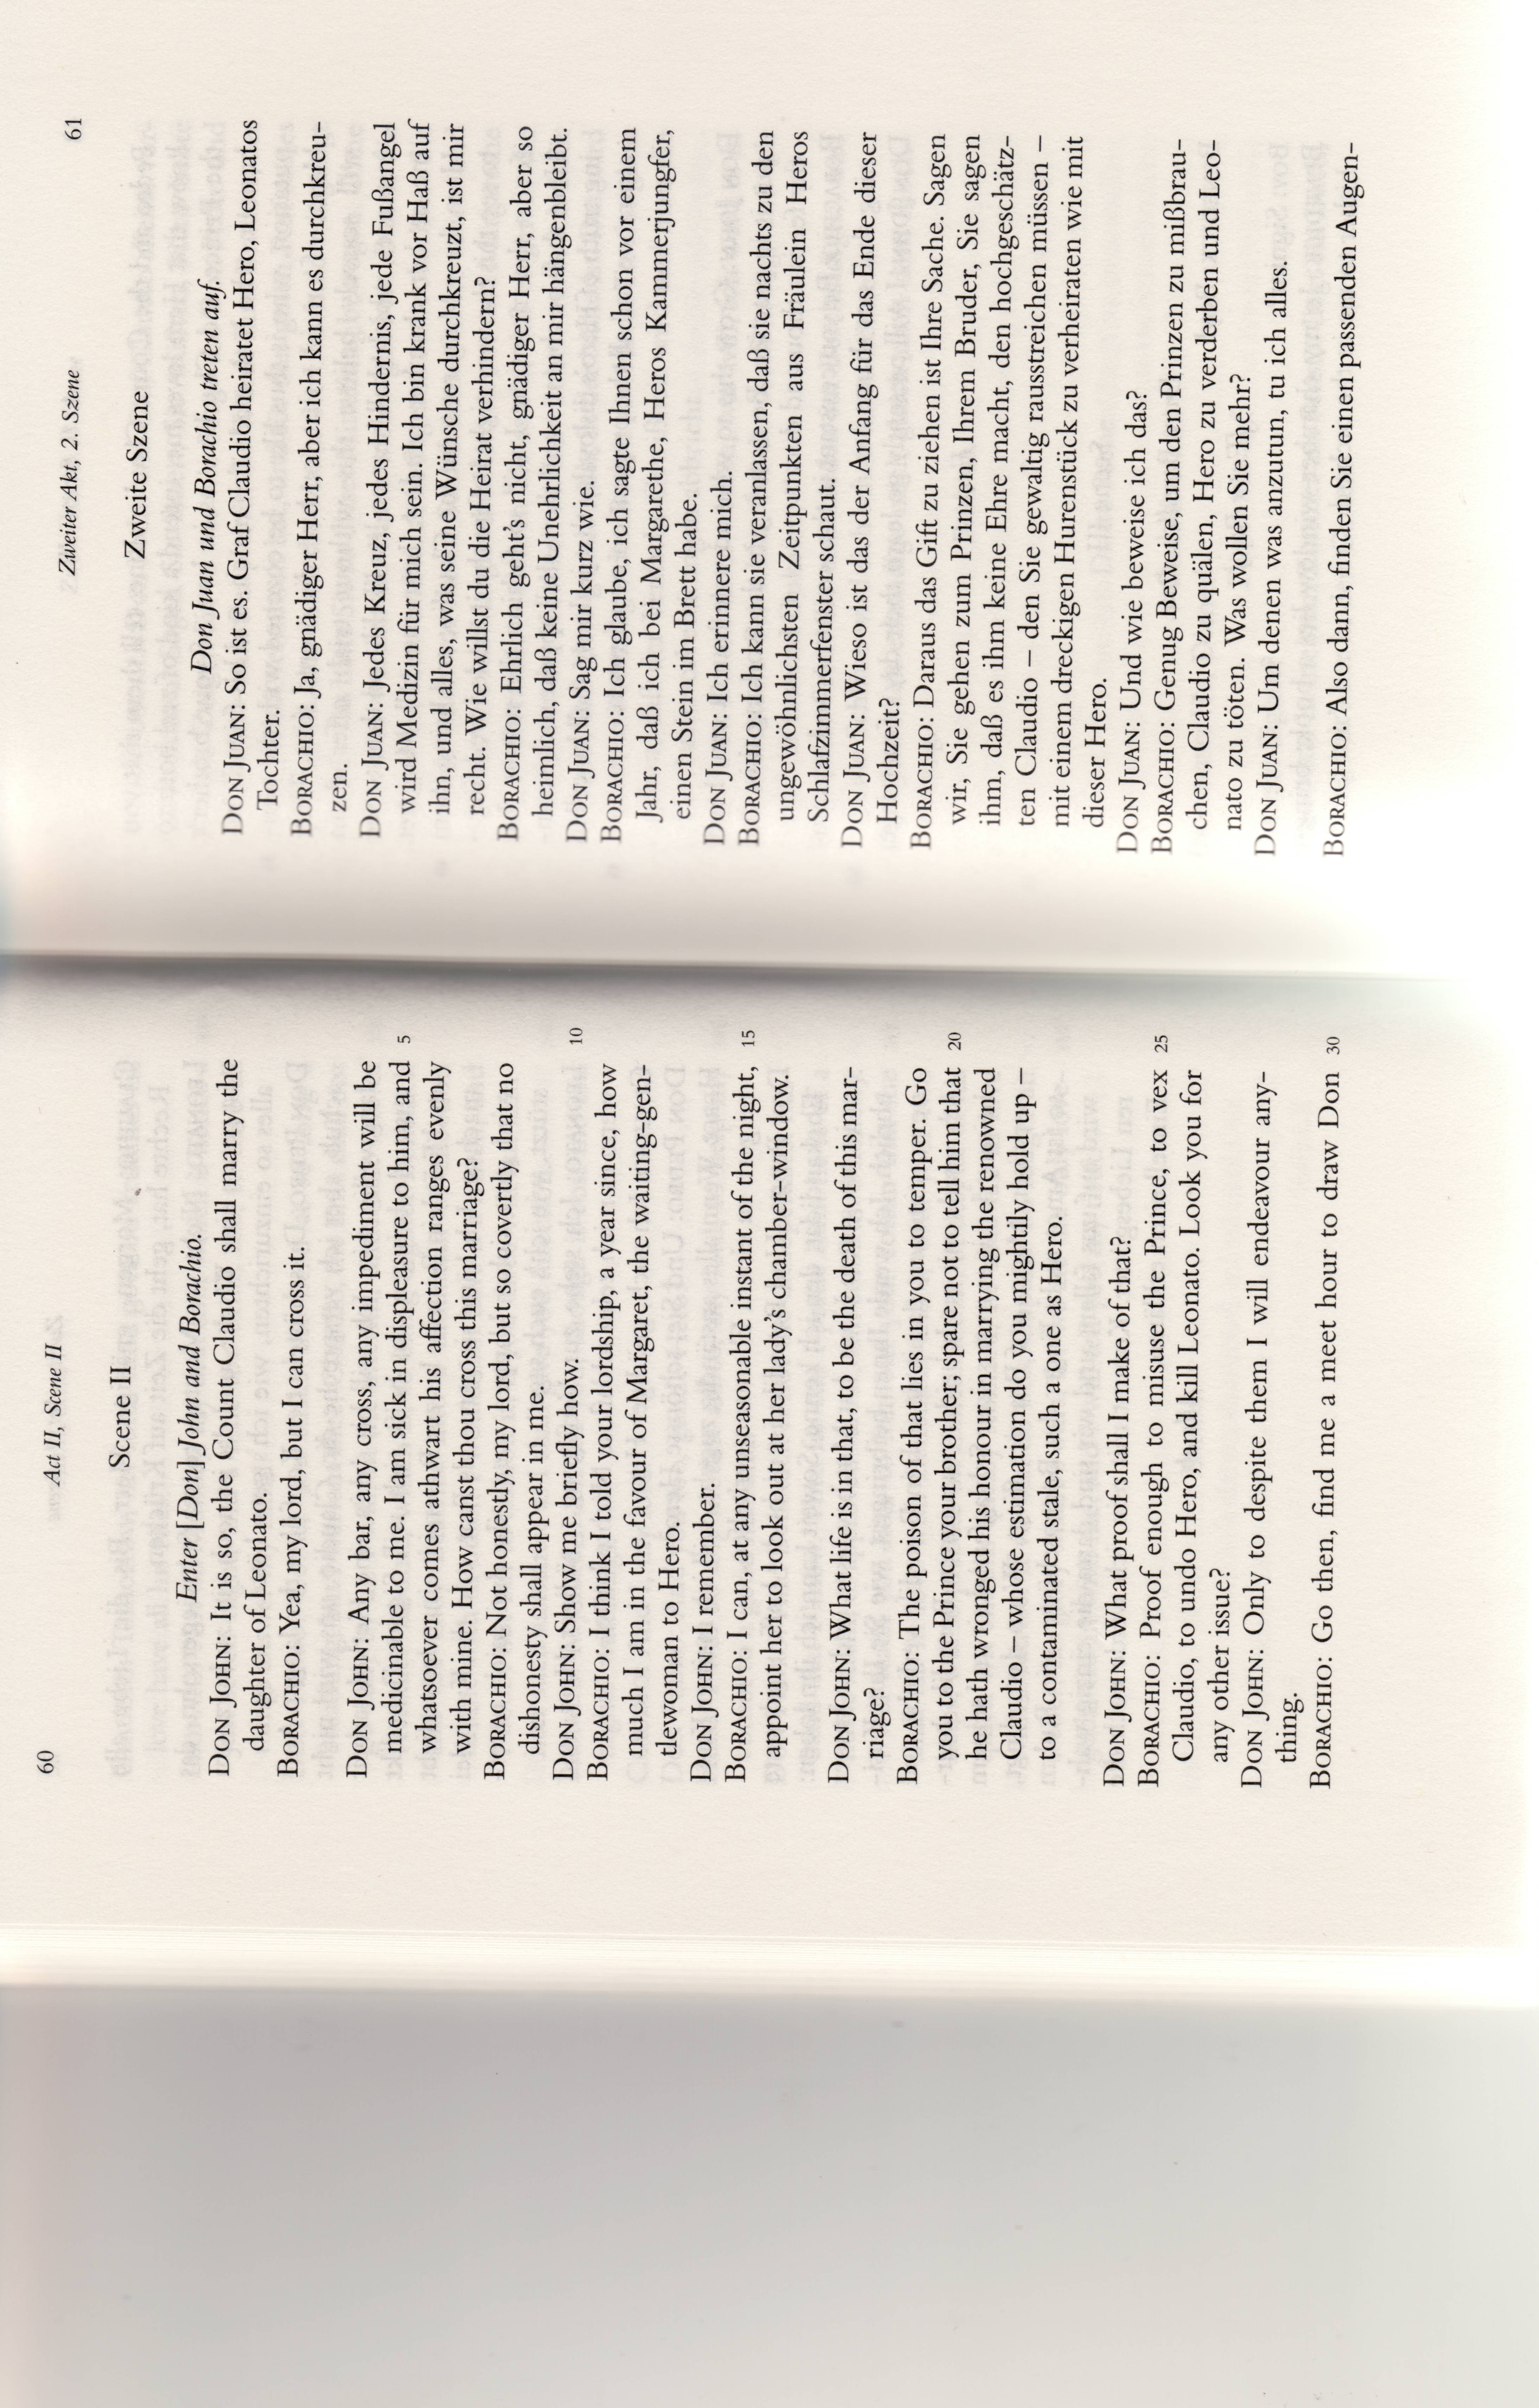 60
Act II, Scene II
Scene II
Enter [Don] John and Borachio.
DON JOHN: It is so, the Count Claudio shall marry the
daughter of Leonato.
BORACHIO: Yea, my lord, but I can cross it.
DON JOHN: Any bar, any cross, any impediment will be
medicinable to me. I am sick in displeasure to him, and 5
whatsoever comes athwart his affection ranges evenly
with mine. How canst thou cross this marriage?
BORACHIO: Not honestly, my lord, but so covertly that no
dishonesty shall appear in me.
DON JOHN: Show me briefly how. 10
BORACHIO: I think I told your lordship, a year since, how
much I am in the favour of Margaret, the waiting-gen-
tlewoman to Hero.
DON JOHN: I remember.
BORACHIO: I can, at any unseasonable instant of the night, 15
appoint her to look out at her lady's chamber-window.
DON JOHN: What life is in that, to be the death of this mar-
riage?
BORACHIO: The poison of that lies in you to temper. Go
you to the Prince your brother; spare not to tell him that 20
he hath wronged his honour in marrying the renowned
Claudio – whose estimation do you mightily hold up –
to a contaminated stale, such a one as Hero.
DON JOHN: What proof shall I make of that?
BORACHIO: Proof enough to misuse the Prince, to vex 25
Claudio, to undo Hero, and kill Leonato. Look you for
any other issue?
DON JOHN: Only to despite them I will endeavour any-
thing.
BORACHIO: Go then, find me a meet hour to draw Don 30
Zweiter Akt, 2. Szene
61
Zweite Szene
Don Juan und Borachio treten auf.
DON JUAN: So ist es. Graf Claudio heiratet Hero, Leonatos
Tochter.
BORACHIO: Ja, gnädiger Herr, aber ich kann es durchkreu-
zen.
DON JUAN: Jedes Kreuz, jedes Hindernis, jede Fußangel
wird Medizin für mich sein. Ich bin krank vor Haß auf
ihn, und alles, was seine Wünsche durchkreuzt, ist mir
recht. Wie willst du die Heirat verhindern?
BORACHIO: Ehrlich geht's nicht, gnädiger Herr, aber so
heimlich, daß keine Unehrlichkeit an mir hängenbleibt.
DON JUAN: Sag mir kurz wie.
BORACHIO: Ich glaube, ich sagte Ihnen schon vor einem
Jahr, daß ich bei Margarethe, Heros Kammerjungfer,
einen Stein im Brett habe.
DON JUAN: Ich erinnere mich.
BORACHIO: Ich kann sie veranlassen, daß sie nachts zu den
ungewöhnlichsten Zeitpunkten aus Fräulein Heros
Schlafzimmerfenster schaut.
DON JUAN: Wieso ist das der Anfang für das Ende dieser
Hochzeit?
BORACHIO: Daraus das Gift zu ziehen ist Ihre Sache. Sagen
wir, Sie gehen zum Prinzen, Ihrem Bruder, Sie sagen
ihm, daß es ihm keine Ehre macht, den hochgeschätz-
ten Claudio – den Sie gewaltig rausstreichen müssen –
mit einem dreckigen Hurenstück zu verheiraten wie mit
dieser Hero.
DON JUAN: Und wie beweise ich das?
BORACHIO: Genug Beweise, um den Prinzen zu mißbrau-
chen, Claudio zu quälen, Hero zu verderben und Leo-
nato zu töten. Was wollen Sie mehr?
DON JUAN: Um denen was anzutun, tu ich alles.
BORACHIO: Also dann, finden Sie einen passenden Augen-